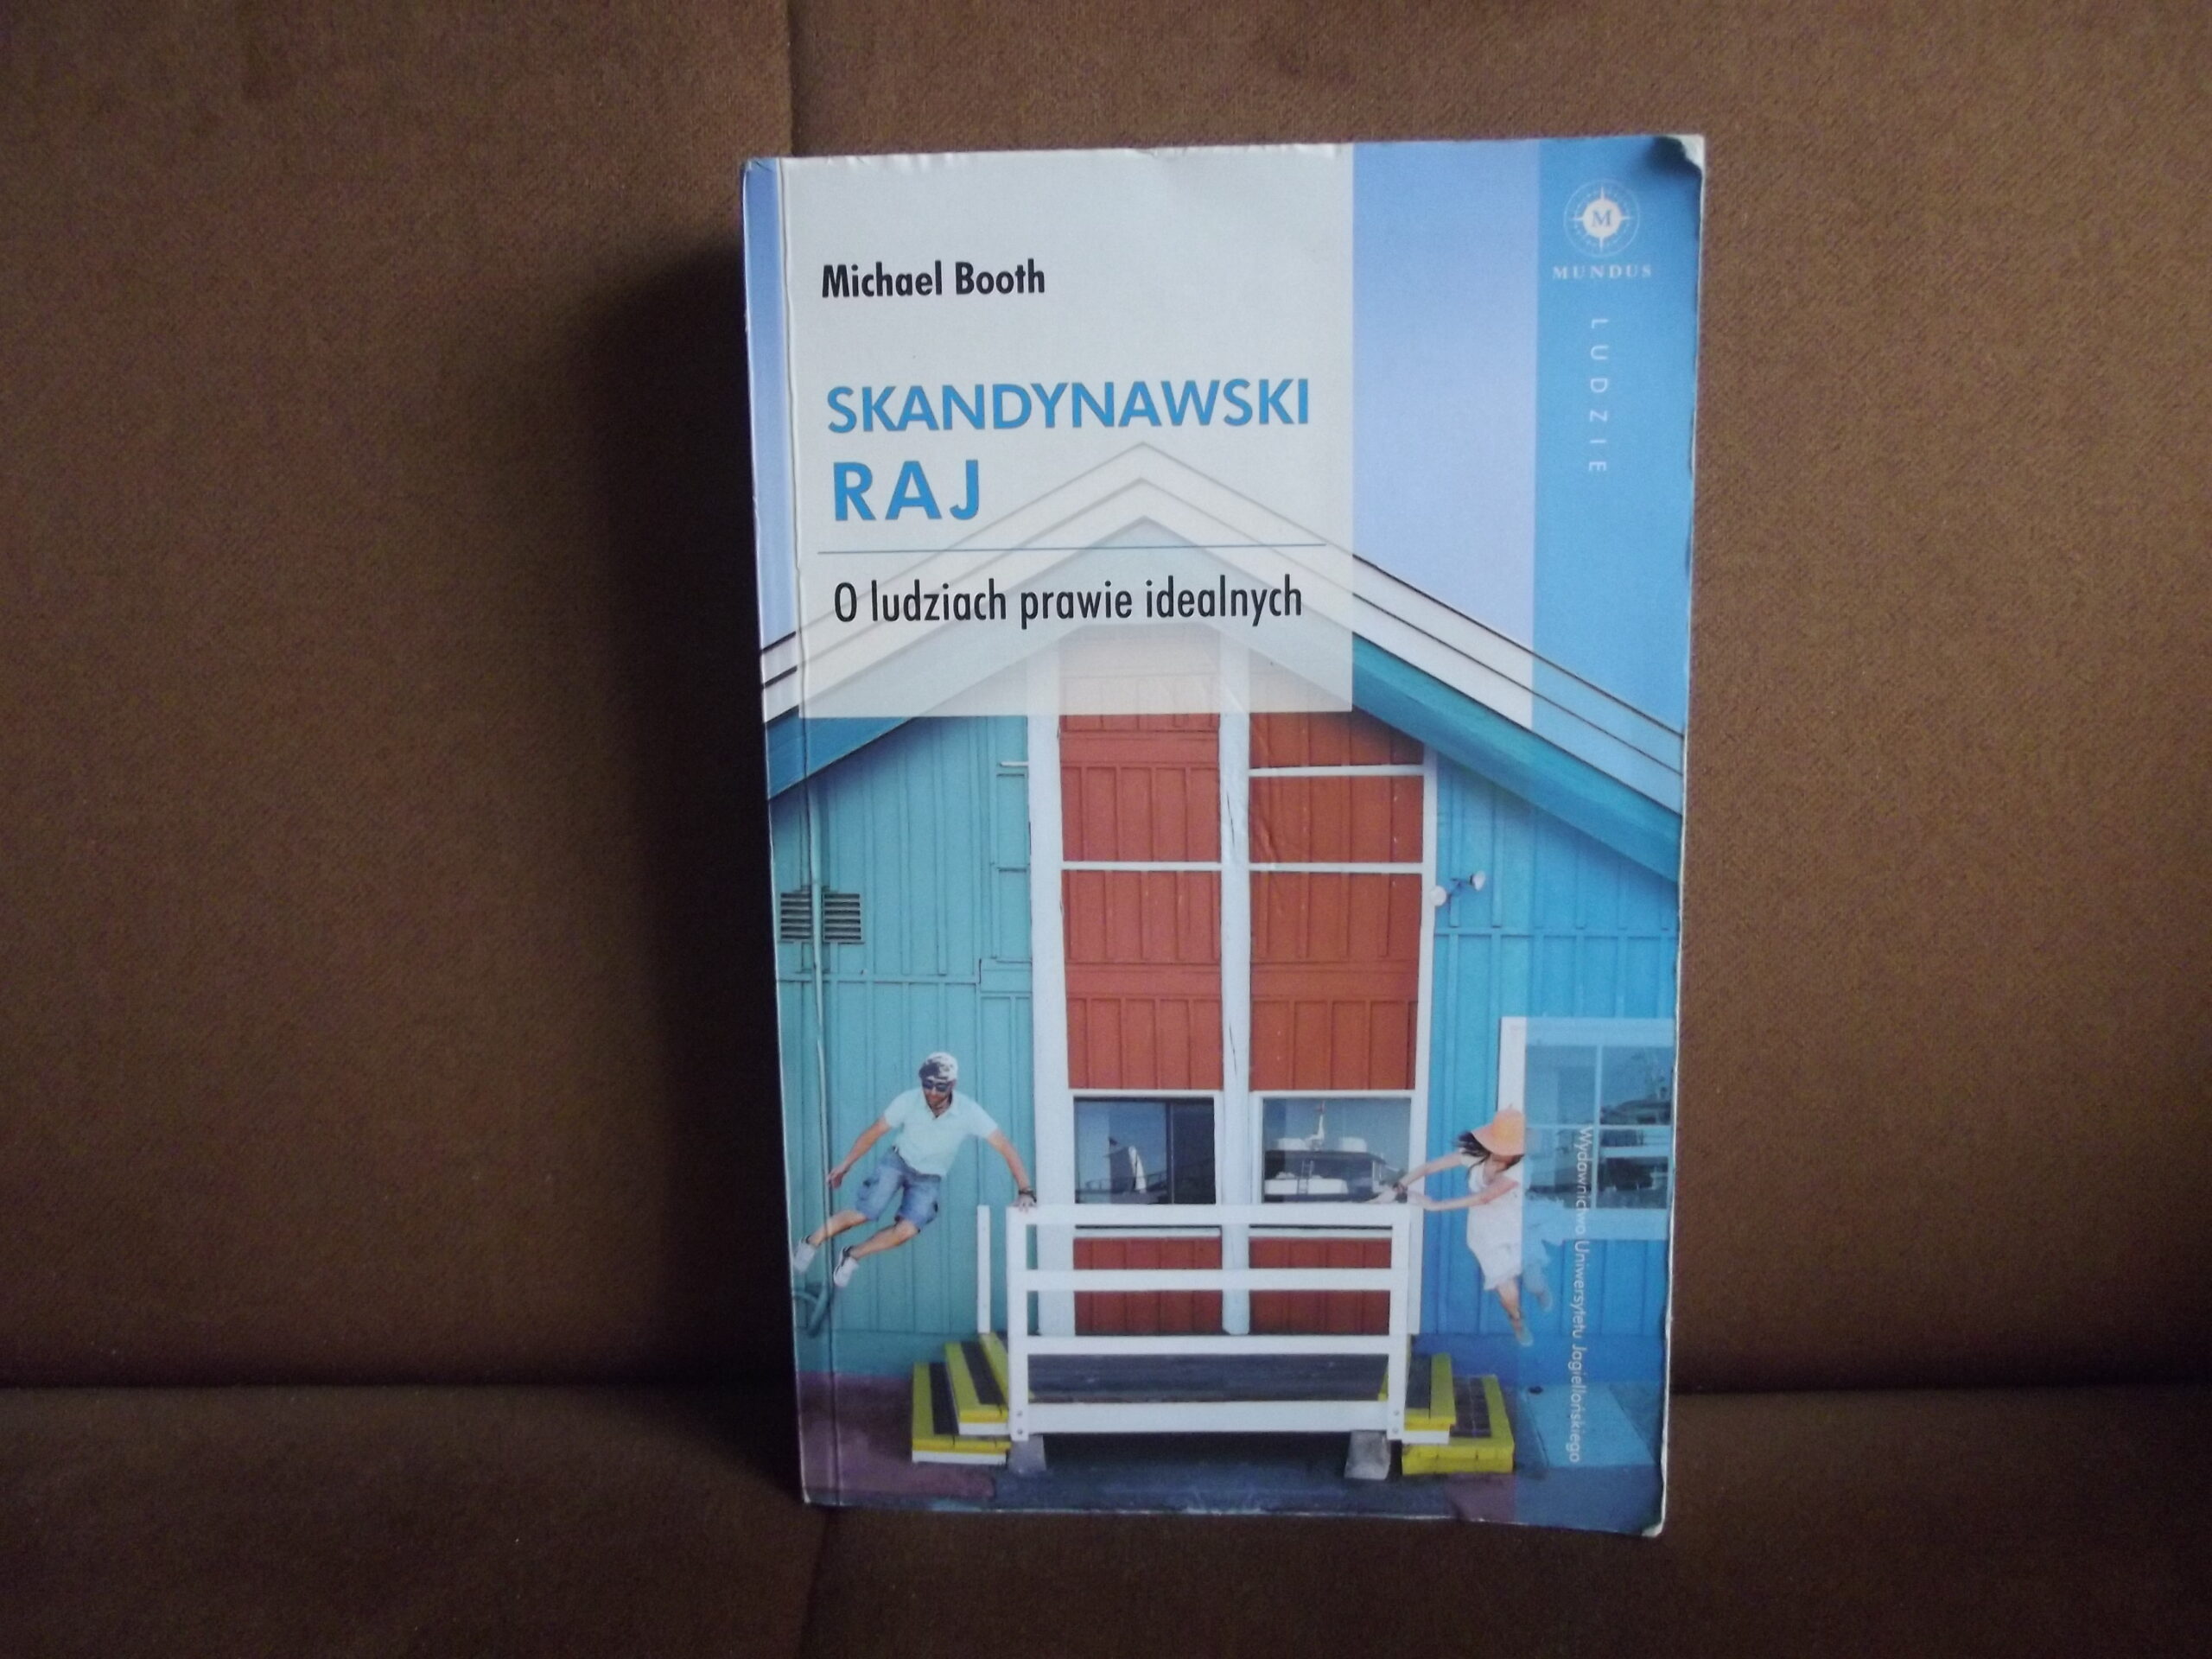 Michael Booth
SKANDYNAWSKI
RAJ
O ludziach prawie idealnych
M
MUNDUS
LUDZIE
Wydawnictwo Uniwersytetu Jagiellońskiego